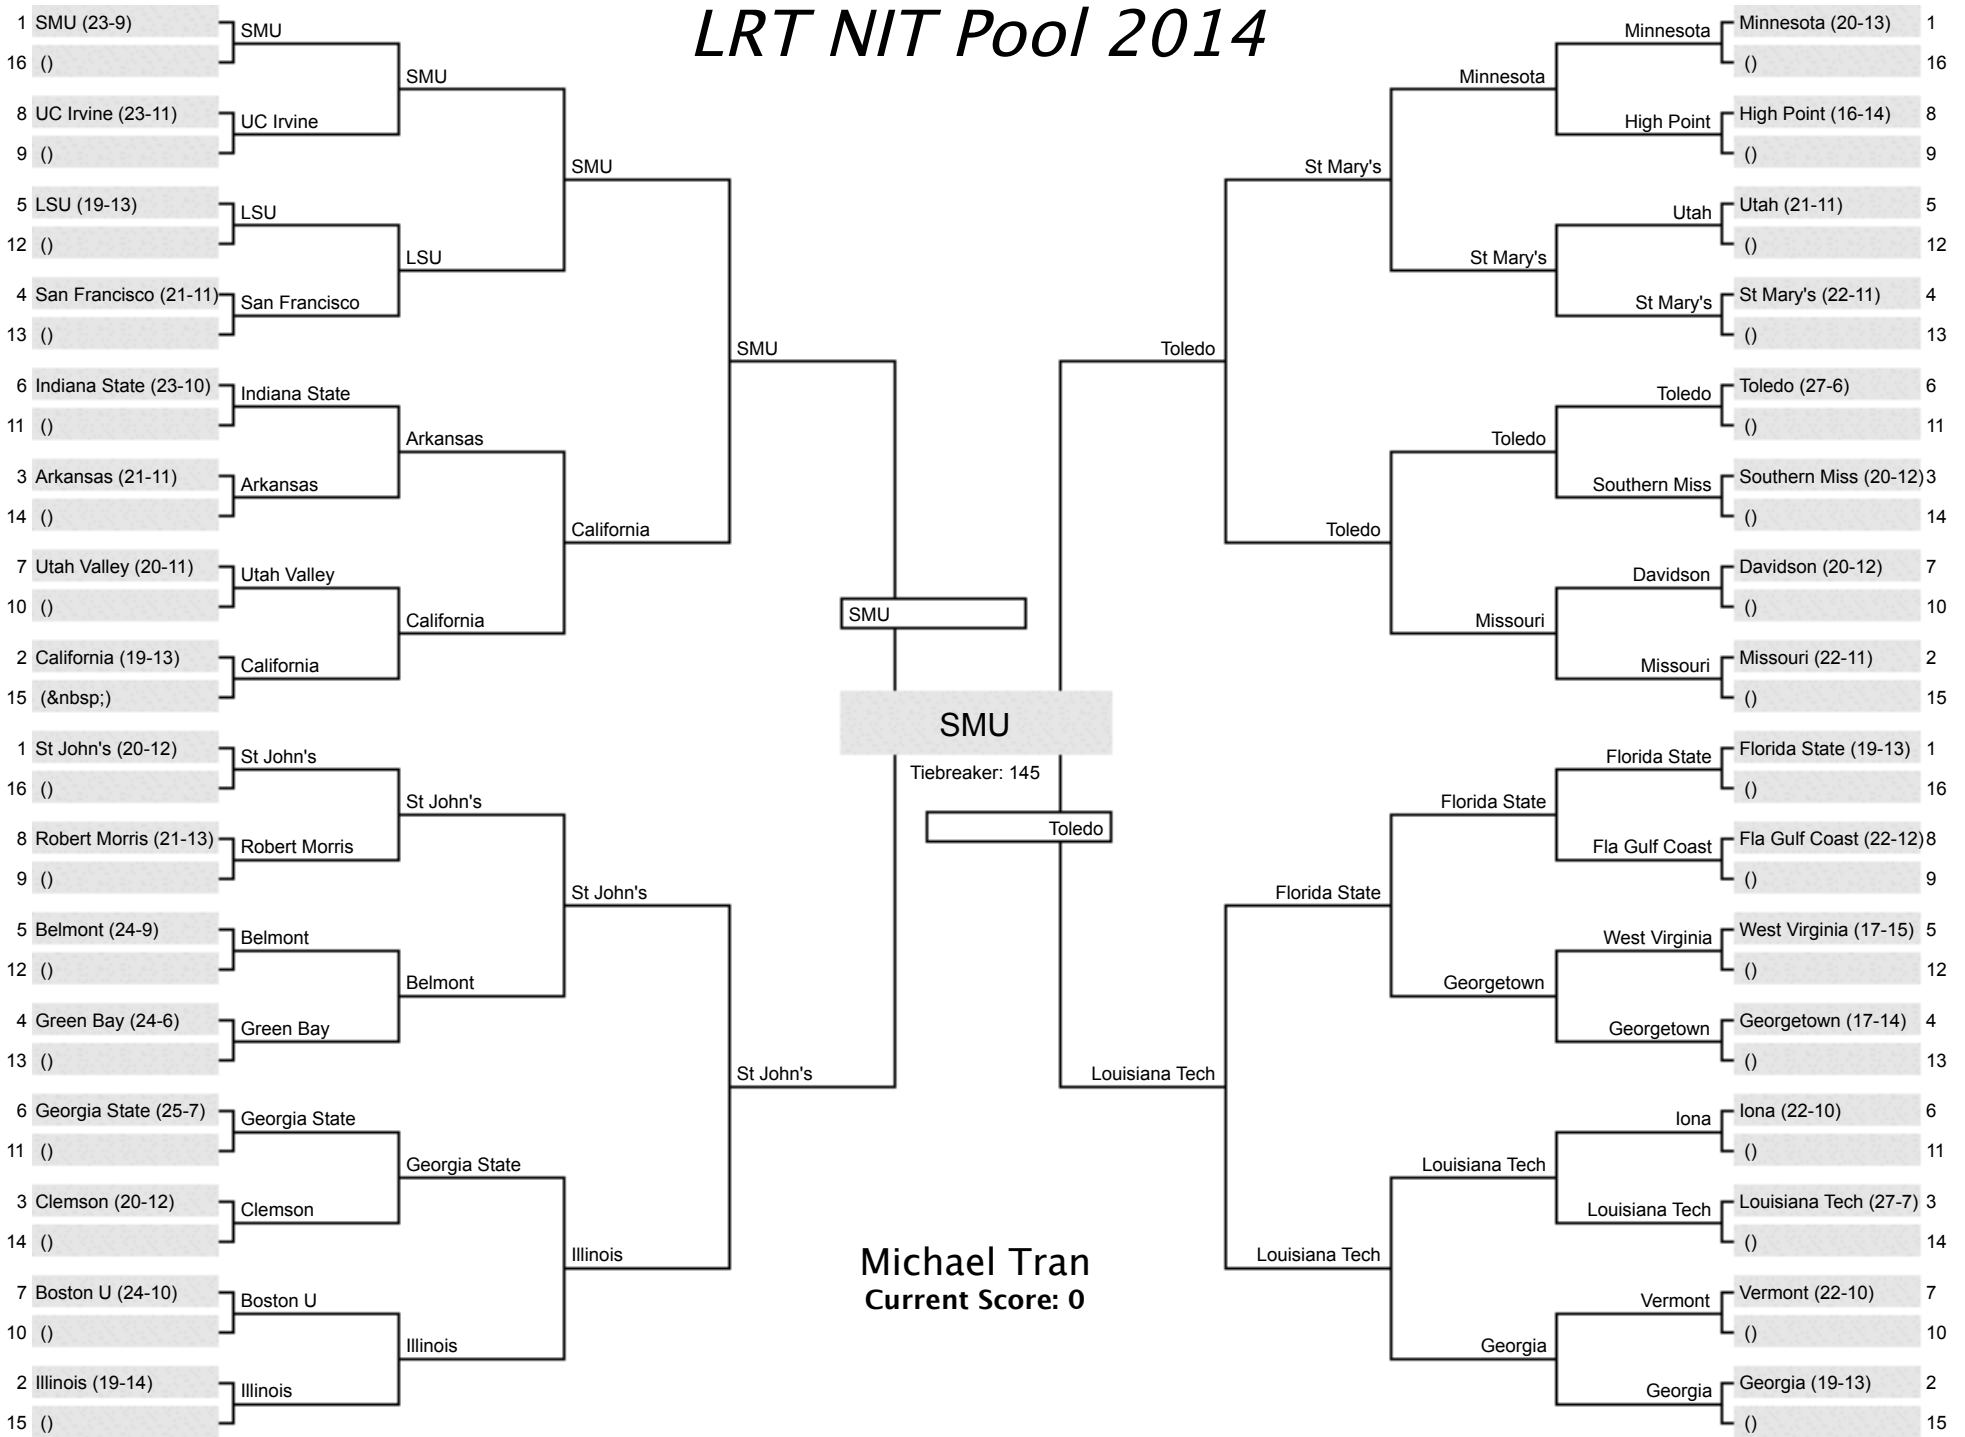 LRT NIT Pool 2014
1 SMU (23-9)
16 ()
8 UC Irvine (23-11)
9 ()
5 LSU (19-13)
12 ()
4 San Francisco (21-11)
13 ()
6 Indiana State (23-10)
11 ()
3 Arkansas (21-11)
14 ()
7 Utah Valley (20-11)
10 ()
2 California (19-13)
15 (&nbsp;)
1 St John's (20-12)
16 ()
8 Robert Morris (21-13)
9 ()
5 Belmont (24-9)
12 ()
4 Green Bay (24-6)
13 ()
6 Georgia State (25-7)
11 ()
3 Clemson (20-12)
14 ()
7 Boston U (24-10)
10 ()
2 Illinois (19-14)
15 ()
SMU
UC Irvine
LSU
San Francisco
Indiana State
Arkansas
Utah Valley
California
St John's
Robert Morris
Belmont
Green Bay
Georgia State
Clemson
Boston U
Illinois
SMU
LSU
Arkansas
California
St John's
Belmont
Georgia State
Illinois
SMU
California
St John's
Illinois
SMU
St John's
SMU
SMU
Tiebreaker: 145
Toledo
Michael Tran
Current Score: 0
Toledo
Louisiana Tech
St Mary's
Toledo
Florida State
Louisiana Tech
Minnesota
St Mary's
Toledo
Missouri
Florida State
Georgetown
Louisiana Tech
Georgia
Minnesota
High Point
Utah
St Mary's
Toledo
Southern Miss
Davidson
Missouri
Florida State
Fla Gulf Coast
West Virginia
Georgetown
Iona
Louisiana Tech
Vermont
Georgia
Minnesota (20-13) 1
() 16
High Point (16-14) 8
() 9
Utah (21-11) 5
() 12
St Mary's (22-11) 4
() 13
Toledo (27-6) 6
() 11
Southern Miss (20-12) 3
() 14
Davidson (20-12) 7
() 10
Missouri (22-11) 2
() 15
Florida State (19-13) 1
() 16
Fla Gulf Coast (22-12) 8
() 9
West Virginia (17-15) 5
() 12
Georgetown (17-14) 4
() 13
Iona (22-10) 6
() 11
Louisiana Tech (27-7) 3
() 14
Vermont (22-10) 7
() 10
Georgia (19-13) 2
() 15